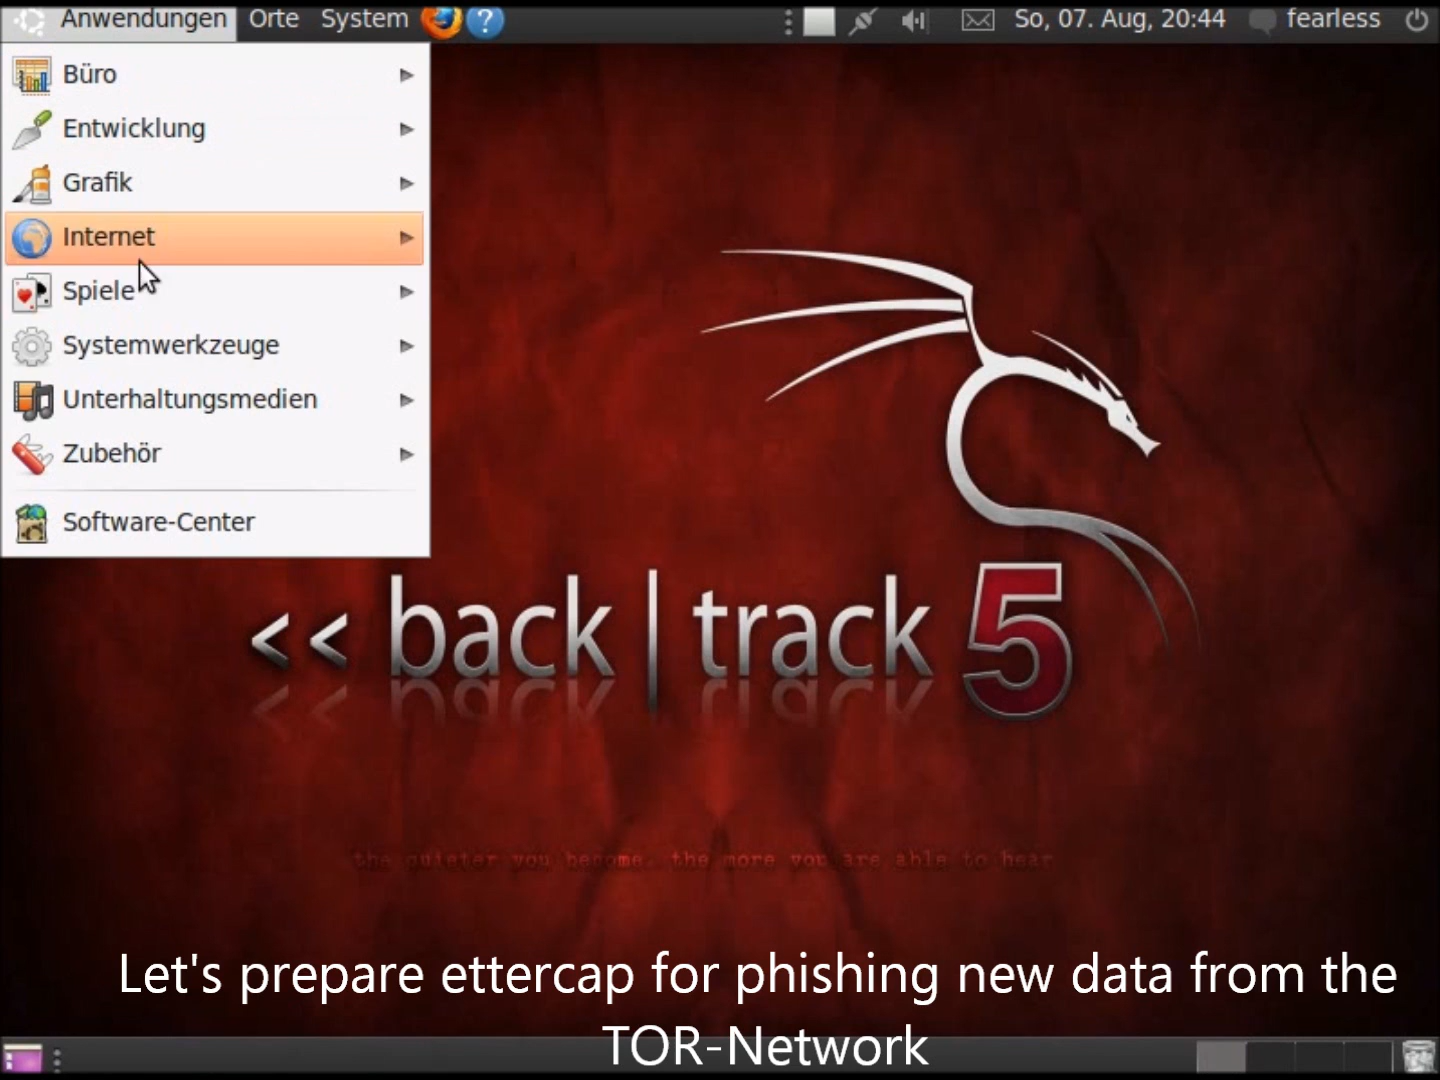 Anwendungen Orte System ? So, 07. Aug, 20:44 fearless
Büro
Entwicklung
Grafik
Internet
Spiele
Systemwerkzeuge
Unterhaltungsmedien
Zubehör
Software-Center
<< back | track 5
the quieter you become, the more you are able to hear
Let's prepare ettercap for phishing new data from the
TOR-Network